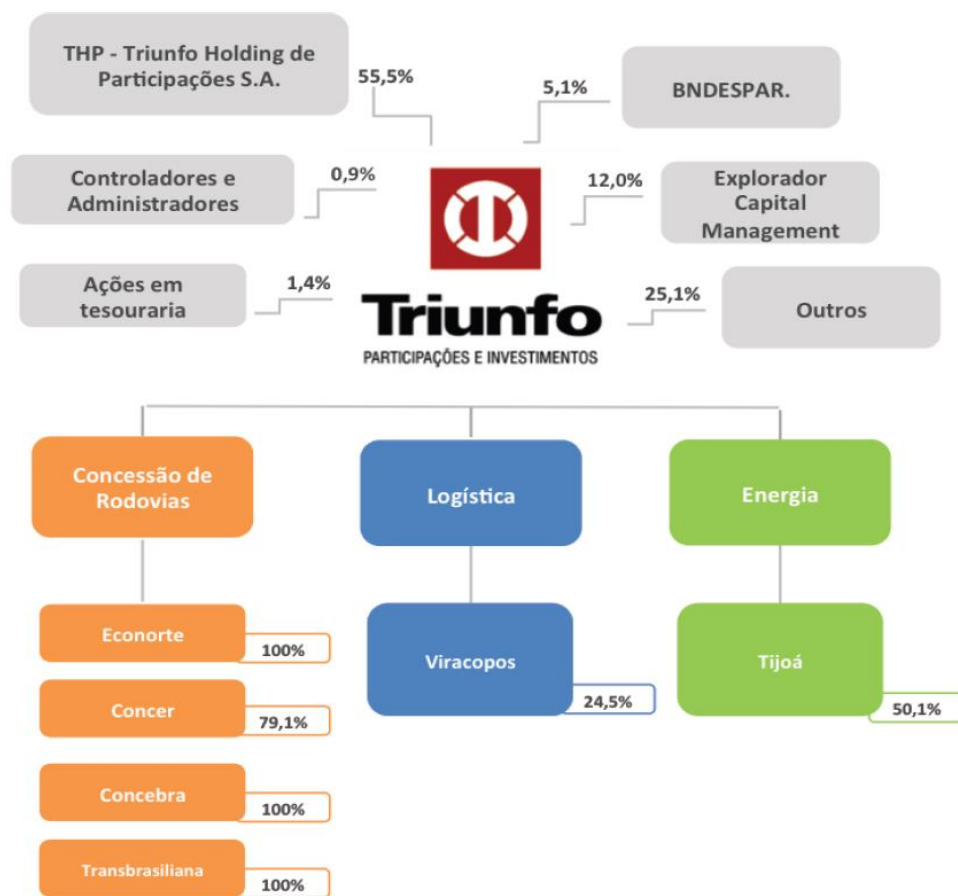 THP - Triunfo Holding de
Participações S.A.
55,5%
5,1%
BNDESPAR.
Controladores e
Administradores
0,9%
12,0%
Explorador
Capital
Management
Ações em
tesouraria
1,4%
25,1%
Outros
Triunfo
PARTICIPAÇÕES E INVESTIMENTOS
Concessão de
Rodovias
Logística
Energia
Econorte
100%
Concer
79,1%
Concebra
100%
Transbrasiliana
100%
Viracopos
24,5%
Tijoá
50,1%